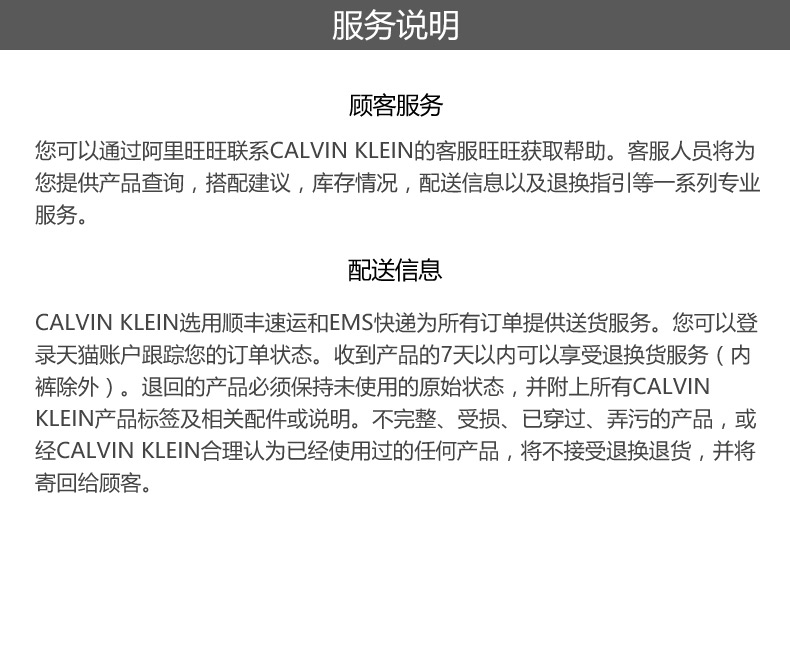 服务说明
顾客服务
您可以通过阿里旺旺联系CALVIN KLEIN的客服旺旺获取帮助。客服人员将为
您提供产品查询，搭配建议，库存情况，配送信息以及退换指引等一系列专业
服务。
配送信息
CALVIN KLEIN选用顺丰速运和EMS快递为所有订单提供送货服务。您可以登
录天猫账户跟踪您的订单状态。收到产品的7天以内可以享受退换货服务（内
裤除外）。退回的产品必须保持未使用的原始状态，并附上所有CALVIN
KLEIN产品标签及相关配件或说明。不完整、受损、已穿过、弄污的产品，或
经CALVIN KLEIN合理认为已经使用过的任何产品，将不接受退换退货，并将
寄回给顾客。